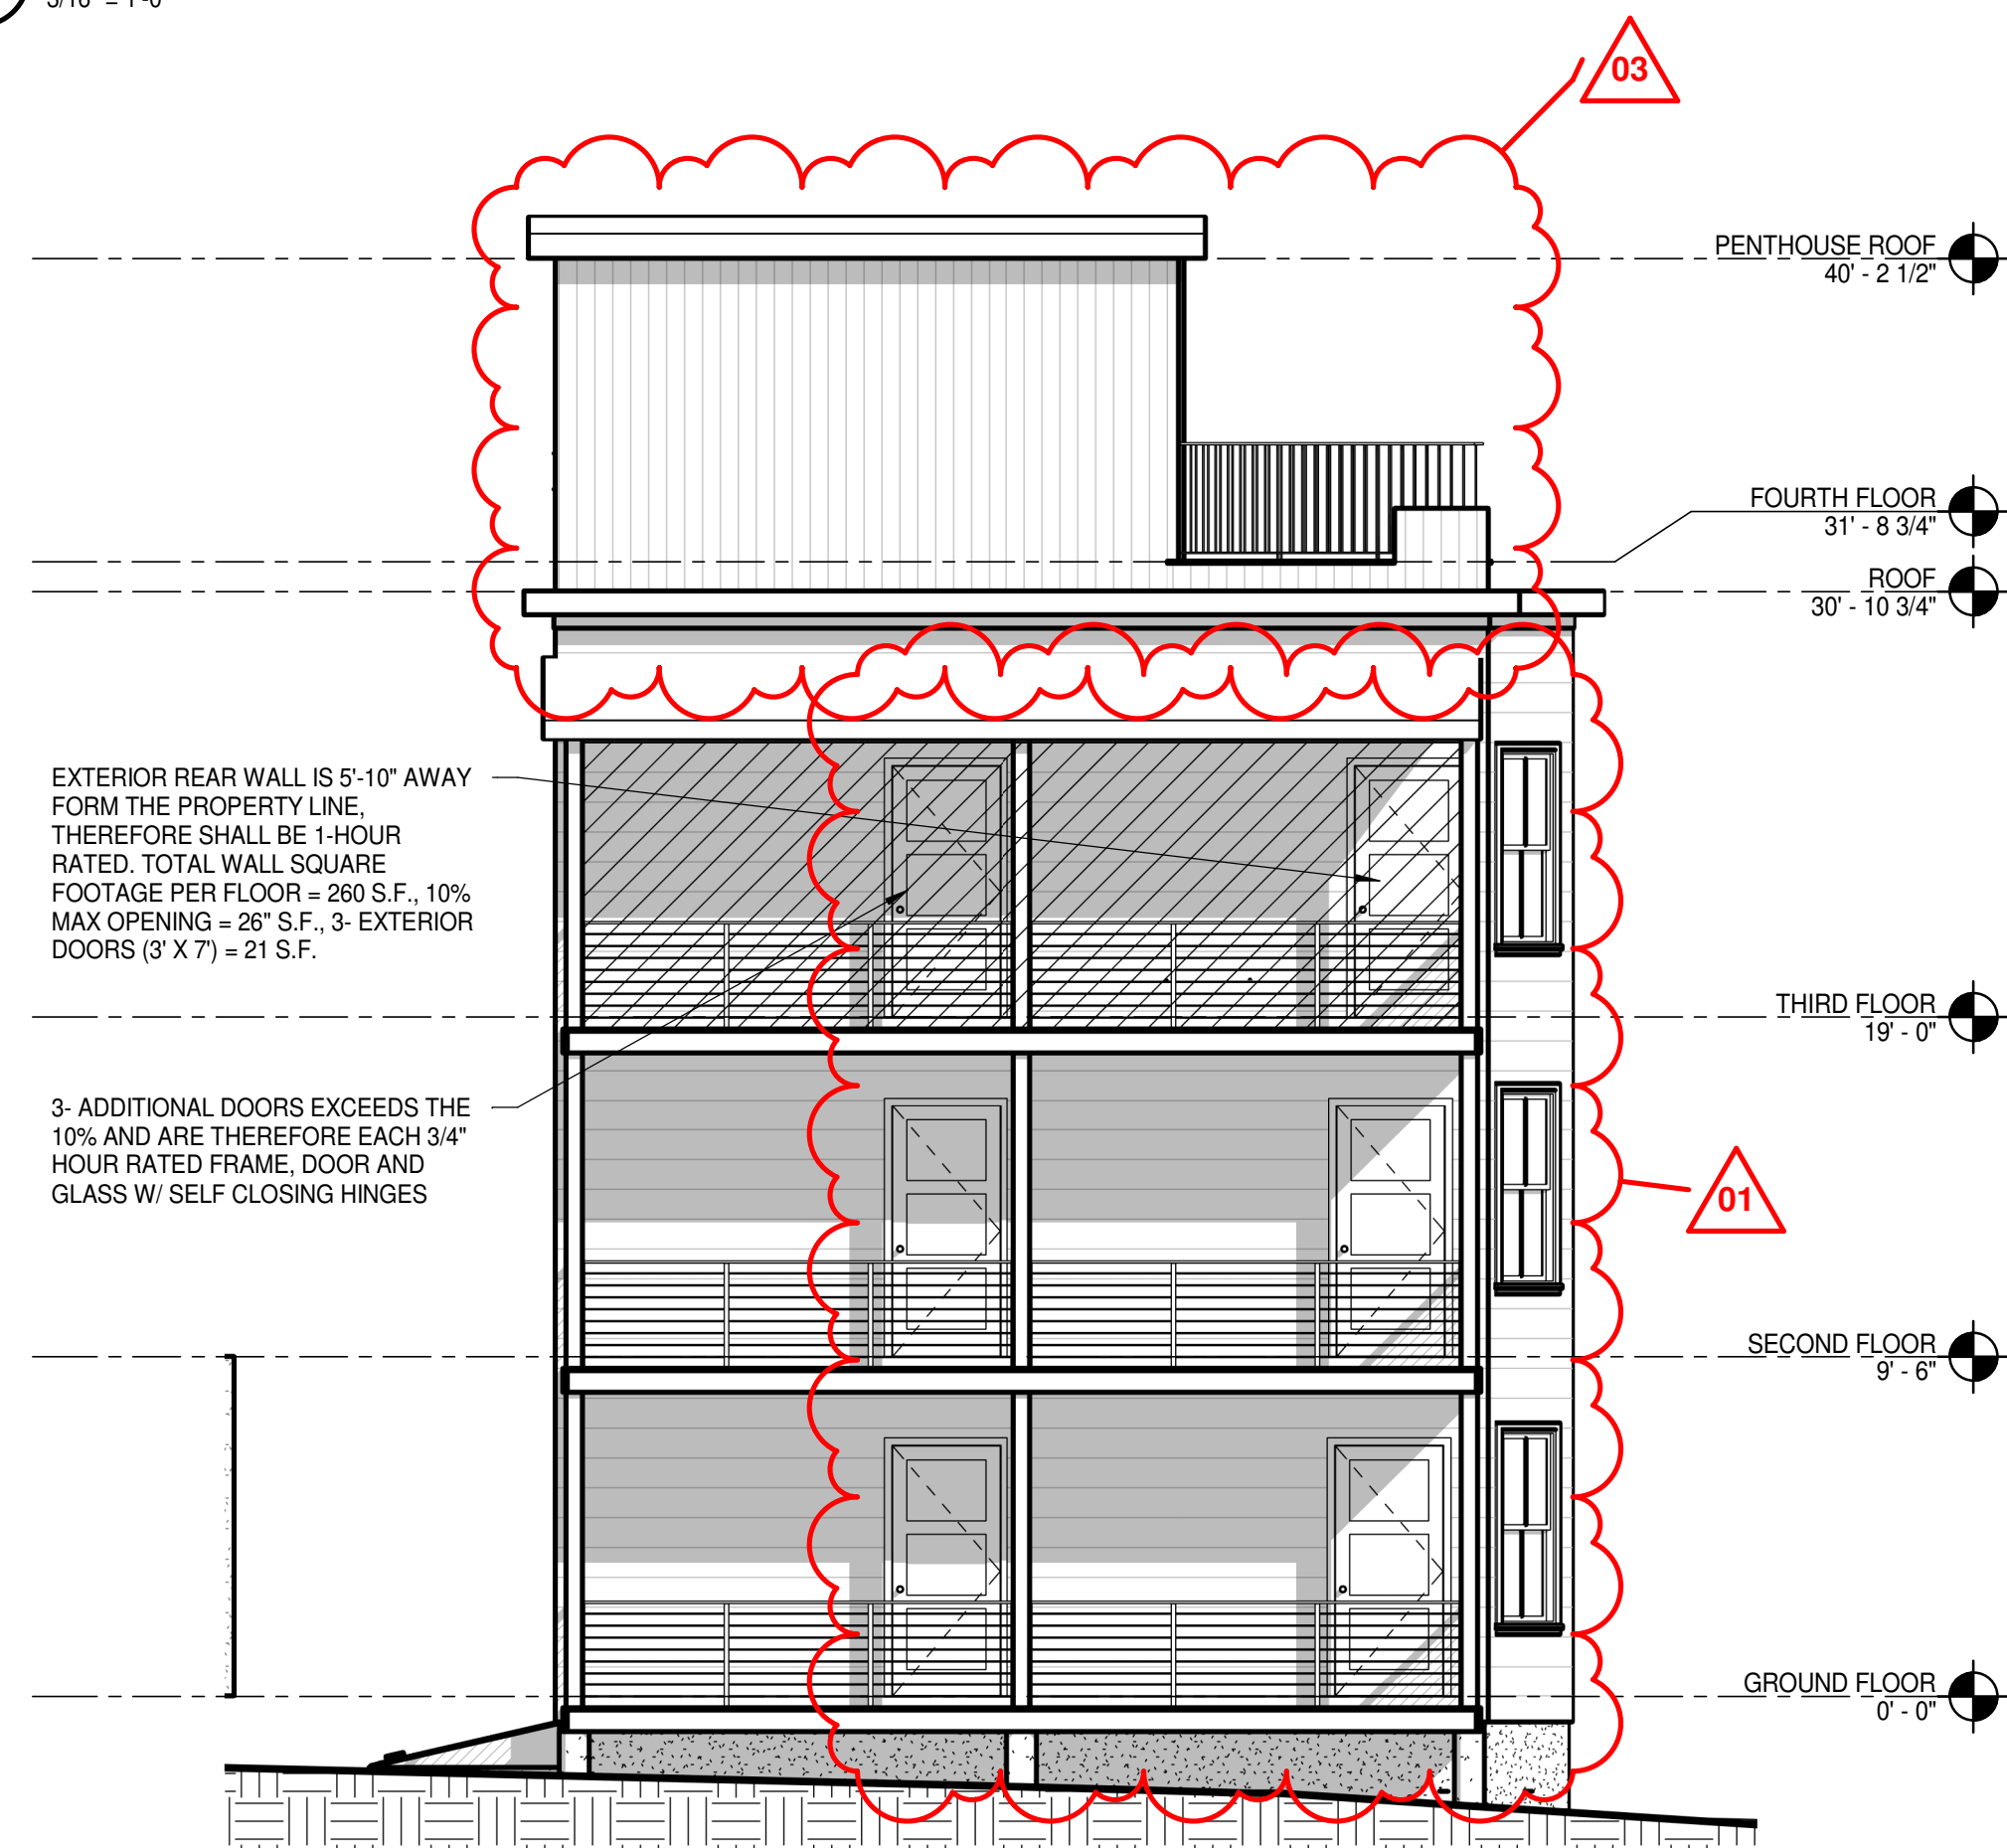 3/16" = 1'-0"
03
PENTHOUSE ROOF
40' - 2 1/2"
FOURTH FLOOR
31' - 8 3/4"
ROOF
30' - 10 3/4"
EXTERIOR REAR WALL IS 5'-10" AWAY
FORM THE PROPERTY LINE,
THEREFORE SHALL BE 1-HOUR
RATED. TOTAL WALL SQUARE
FOOTAGE PER FLOOR = 260 S.F., 10%
MAX OPENING = 26" S.F., 3- EXTERIOR
DOORS (3' X 7') = 21 S.F.
THIRD FLOOR
19' - 0"
3- ADDITIONAL DOORS EXCEEDS THE
10% AND ARE THEREFORE EACH 3/4"
HOUR RATED FRAME, DOOR AND
GLASS W/ SELF CLOSING HINGES
01
SECOND FLOOR
9' - 6"
GROUND FLOOR
0' - 0"